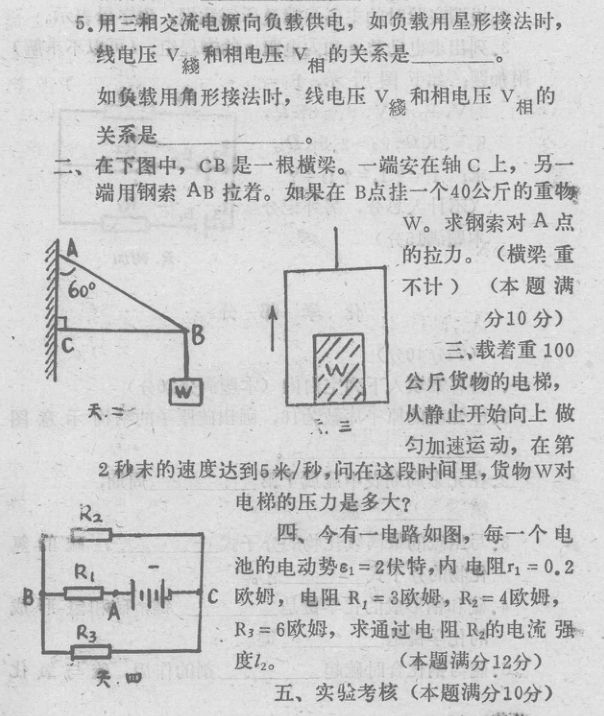 5.用三相交流电源向负载供电，如负载用星形接法时，
线电压 V綫 和相电压 V相 的关系是________。
如负载用角形接法时，线电压 V綫 和相电压 V相 的
关系是__________。
二、在下图中，CB 是一根横梁。一端安在轴 C 上，另一
端用钢索 AB 拉着。如果在 B点挂一个40公斤的重物
W。求钢索对 A 点
的拉力。（横梁 重
不计） （本 题 满
分10 分）
A
60°
C
B
W
W
三
三、载着重 100
公斤货物的电梯，
从静止开始向上 做
匀加速运动，在第
2 秒末的速度达到5米/秒，问在这段时间里，货物W对
电梯的压力是多大？
四、今有一电路如图，每一个 电
池的电动势ε₁＝2伏特，内 电阻r₁＝0.2
欧姆，电阻 R₁＝3欧姆，R₂＝4欧姆，
R₃＝6欧姆，求通过电 阻 R₂的电流 强
度I₂。 （本题满分12分）
五、实验考核（本题满分10分）
R₂
B
R₁
A
C
R₃
四